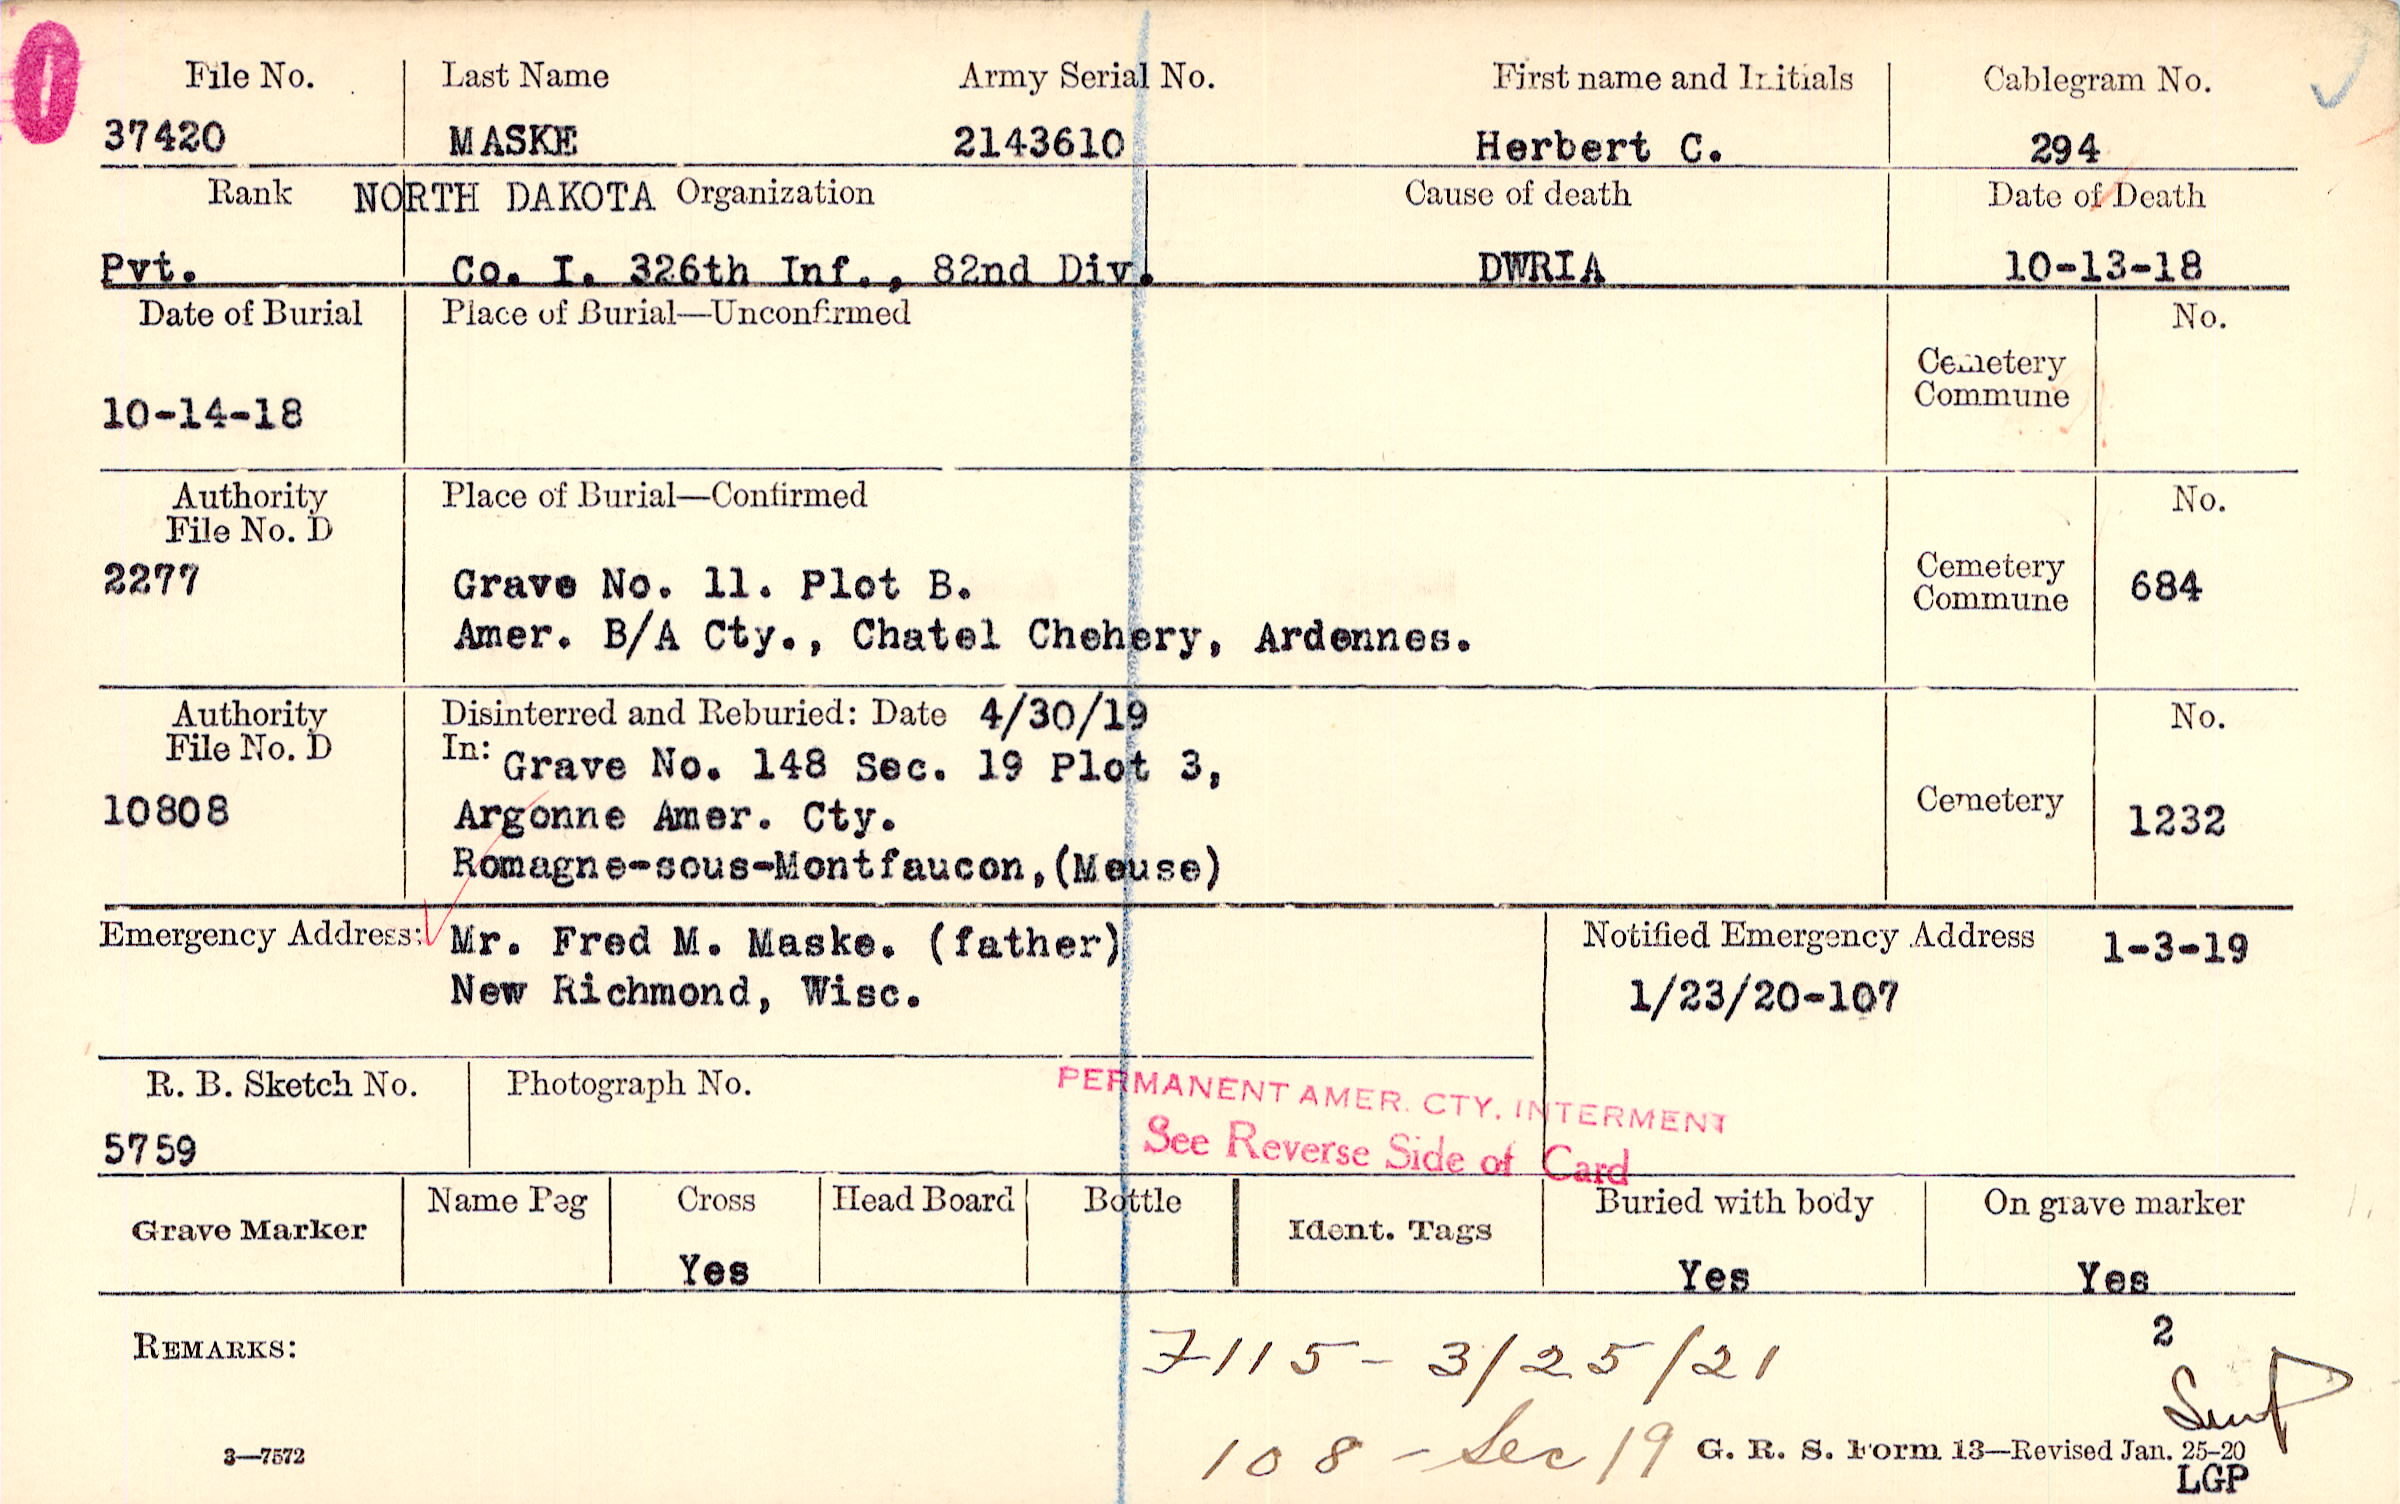 File No. Last Name Army Serial No. First name and Initials Cablegram No.
37420 MASKE 2143610 Herbert C. 294
Rank NORTH DAKOTA Organization Cause of death Date of Death
Pvt. Co. I. 326th Inf., 82nd Div. DWRIA 10-13-18
Date of Burial Place of Burial—Unconfirmed No.
Cemetery
Commune
10-14-18
Authority Place of Burial—Confirmed No.
File No. D
2277 Grave No. 11. Plot B. Cemetery
Commune 684
Amer. B/A Cty., Chatel Chehery, Ardennes.
Authority Disinterred and Reburied: Date 4/30/19 No.
File No. D In: Grave No. 148 Sec. 19 Plot 3,
10808 Argonne Amer. Cty. Cemetery 1232
Romagne-sous-Montfaucon,(Meuse)
Emergency Address: Mr. Fred M. Maske. (father) Notified Emergency Address 1-3-19
New Richmond, Wisc. 1/23/20-107
R. B. Sketch No. Photograph No.
PERMANENT AMER. CTY. INTERMENT
5759 See Reverse Side of Card
Grave Marker Name Peg Cross Head Board Bottle Ident. Tags Buried with body On grave marker
Yes Yes Yes
2
REMARKS: 7115-3/25/21
108-Sec 19
3—7572 G. R. S. Form 13—Revised Jan. 25-20
LGP